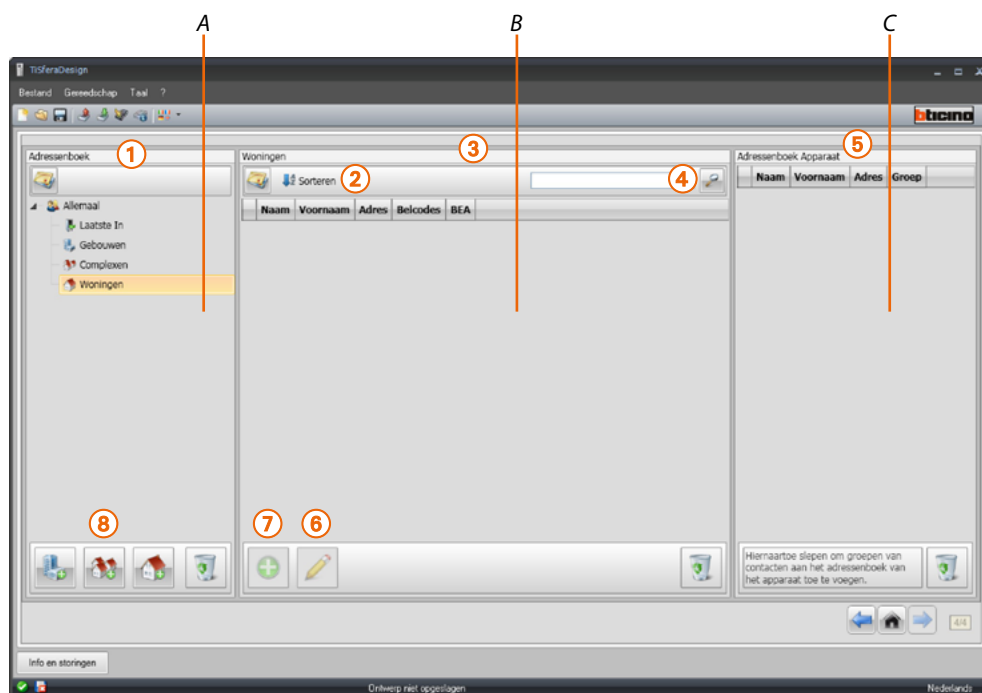 A B C
TiSferaDesign
Bestand Gereedschap Taal ?
bticino
Adressenboek 1
Woningen 3
Adressenboek Apparaat 5
Sorteren 2 4
Naam Voornaam Adres Groep
Naam Voornaam Adres Belcodes BEA
Allemaal
Laatste In
Gebouwen
Complexen
Woningen
8 7 6
Hiernaartoe slepen om groepen van
contacten aan het adressenboek van
het apparaat toe te voegen.
4/4
Info en storingen
Ontwerp niet opgeslagen
Nederlands